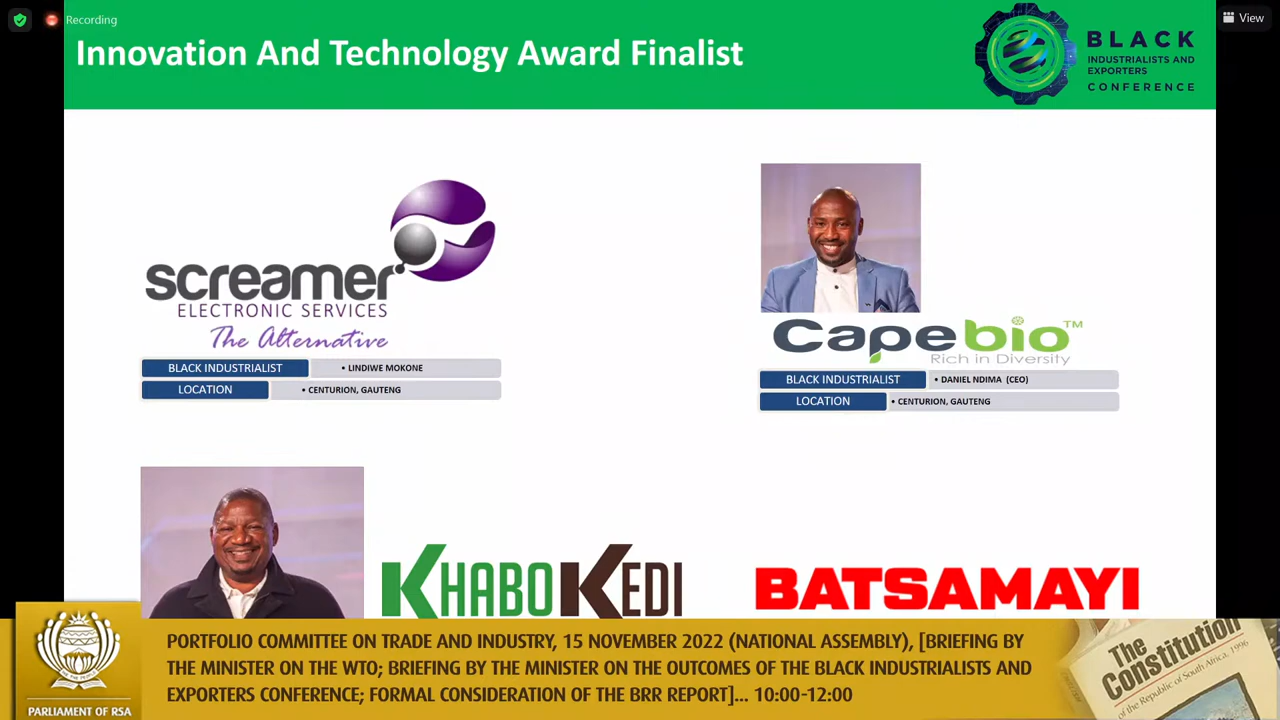 Recording
View
Innovation And Technology Award Finalist
BLACK
INDUSTRIALISTS AND
EXPORTERS
CONFERENCE
screamer
ELECTRONIC SERVICES
The Alternative
BLACK INDUSTRIALIST • LINDIWE MOKONE
LOCATION • CENTURION, GAUTENG
Capebio™
Rich in Diversity
BLACK INDUSTRIALIST • DANIEL NDIMA (CEO)
LOCATION • CENTURION, GAUTENG
KHABOKEDI
BATSAMAYI
PORTFOLIO COMMITTEE ON TRADE AND INDUSTRY, 15 NOVEMBER 2022 (NATIONAL ASSEMBLY), [BRIEFING BY
THE MINISTER ON THE WTO; BRIEFING BY THE MINISTER ON THE OUTCOMES OF THE BLACK INDUSTRIALISTS AND
EXPORTERS CONFERENCE; FORMAL CONSIDERATION OF THE BRR REPORT]... 10:00-12:00
PARLIAMENT OF RSA
The
Constitution
of the Republic of South Africa, 1996